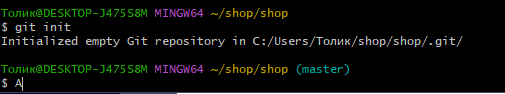 Толик@DESKTOP-J475S8M MINGW64 ~/shop/shop
$ git init
Initialized empty Git repository in C:/Users/Толик/shop/shop/.git/
Толик@DESKTOP-J475S8M MINGW64 ~/shop/shop (master)
$ A